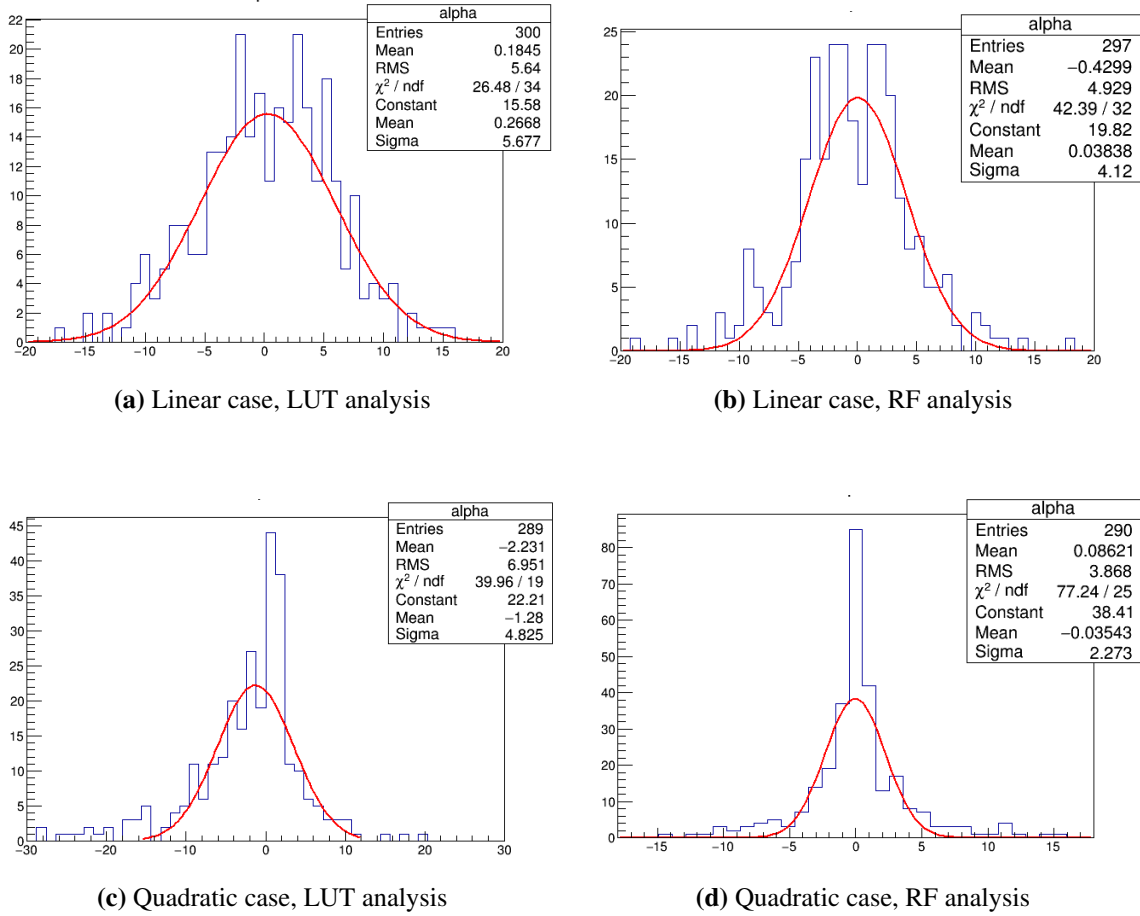 alpha
Entries 300
Mean 0.1845
RMS 5.64
χ² / ndf 26.48 / 34
Constant 15.58
Mean 0.2668
Sigma 5.677
22
20
18
16
14
12
10
8
6
4
2
0
−20 −15 −10 −5 0 5 10 15 20
(a) Linear case, LUT analysis
alpha
Entries 297
Mean −0.4299
RMS 4.929
χ² / ndf 42.39 / 32
Constant 19.82
Mean 0.03838
Sigma 4.12
25
20
15
10
5
0
−20 −15 −10 −5 0 5 10 15 20
(b) Linear case, RF analysis
alpha
Entries 289
Mean −2.231
RMS 6.951
χ² / ndf 39.96 / 19
Constant 22.21
Mean −1.28
Sigma 4.825
45
40
35
30
25
20
15
10
5
0
−30 −20 −10 0 10 20 30
(c) Quadratic case, LUT analysis
alpha
Entries 290
Mean 0.08621
RMS 3.868
χ² / ndf 77.24 / 25
Constant 38.41
Mean −0.03543
Sigma 2.273
80
70
60
50
40
30
20
10
0
−15 −10 −5 0 5 10 15
(d) Quadratic case, RF analysis